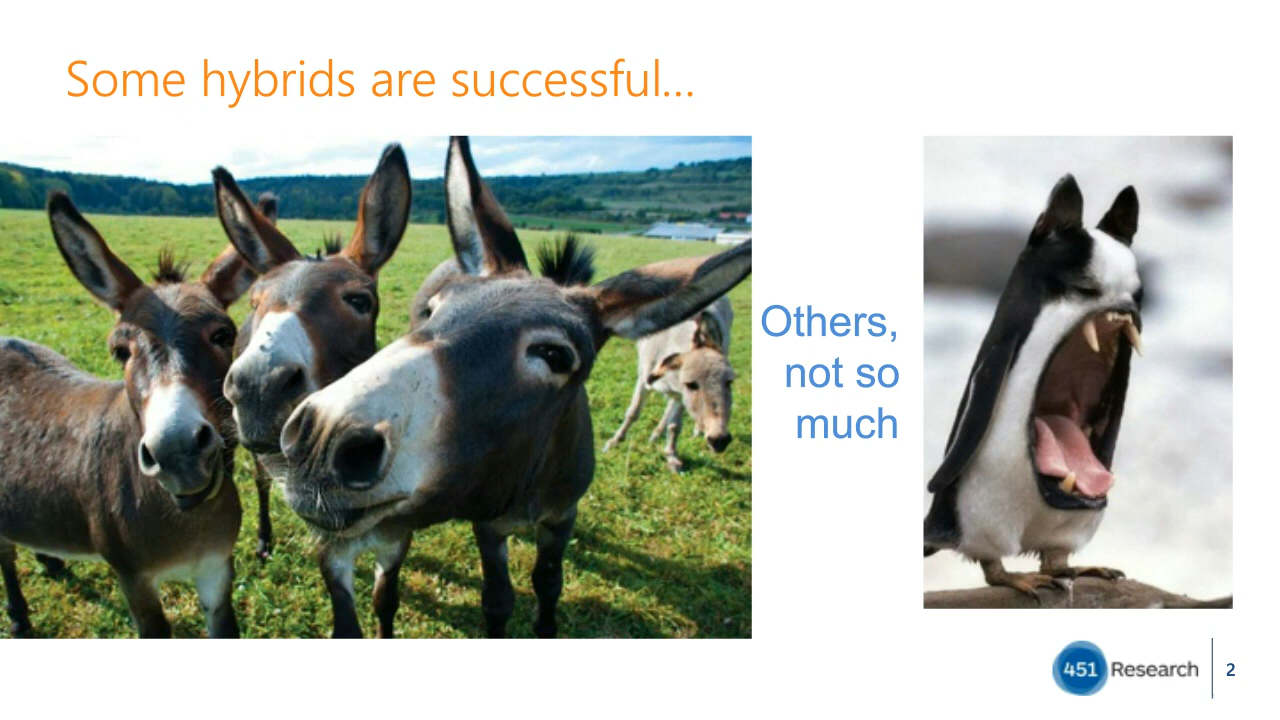 Some hybrids are successful...
Others,
not so
much
451 Research
2